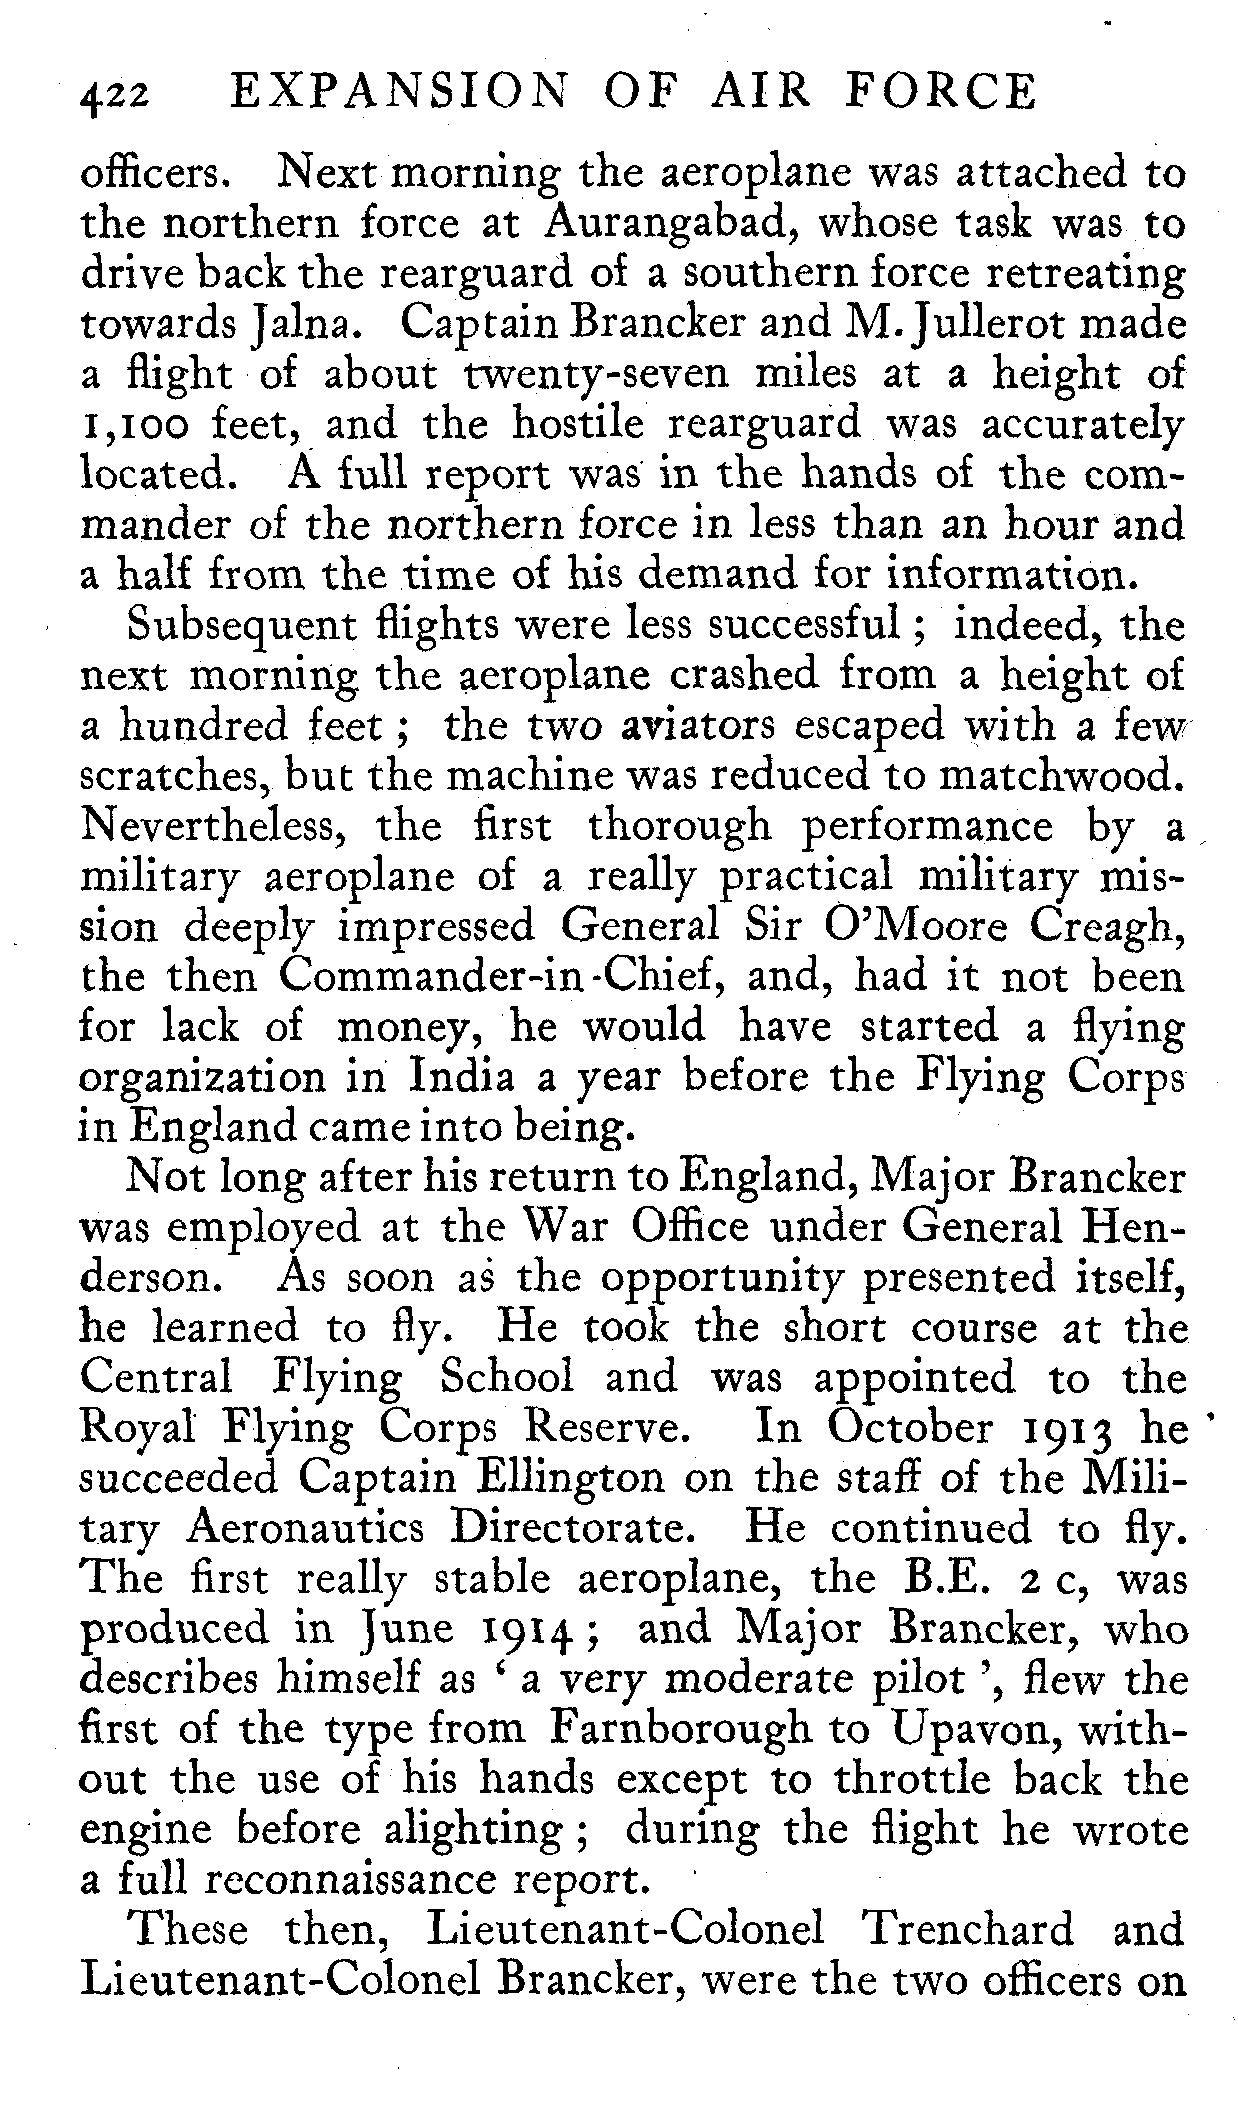 422 EXPANSION OF AIR FORCE
officers. Next morning the aeroplane was attached to
the northern force at Aurangabad, whose task was to
drive back the rearguard of a southern force retreating
towards Jalna. Captain Brancker and M. Jullerot made
a flight of about twenty-seven miles at a height of
1,100 feet, and the hostile rearguard was accurately
located. A full report was in the hands of the com-
mander of the northern force in less than an hour and
a half from the time of his demand for information.
Subsequent flights were less successful ; indeed, the
next morning the aeroplane crashed from a height of
a hundred feet ; the two aviators escaped with a few
scratches, but the machine was reduced to matchwood.
Nevertheless, the first thorough performance by a
military aeroplane of a really practical military mis-
sion deeply impressed General Sir O'Moore Creagh,
the then Commander-in-Chief, and, had it not been
for lack of money, he would have started a flying
organization in India a year before the Flying Corps
in England came into being.
Not long after his return to England, Major Brancker
was employed at the War Office under General Hen-
derson. As soon as the opportunity presented itself,
he learned to fly. He took the short course at the
Central Flying School and was appointed to the
Royal Flying Corps Reserve. In October 1913 he
succeeded Captain Ellington on the staff of the Mili-
tary Aeronautics Directorate. He continued to fly.
The first really stable aeroplane, the B.E. 2 c, was
produced in June 1914 ; and Major Brancker, who
describes himself as ‘ a very moderate pilot ’, flew the
first of the type from Farnborough to Upavon, with-
out the use of his hands except to throttle back the
engine before alighting ; during the flight he wrote
a full reconnaissance report.
These then, Lieutenant-Colonel Trenchard and
Lieutenant-Colonel Brancker, were the two officers on